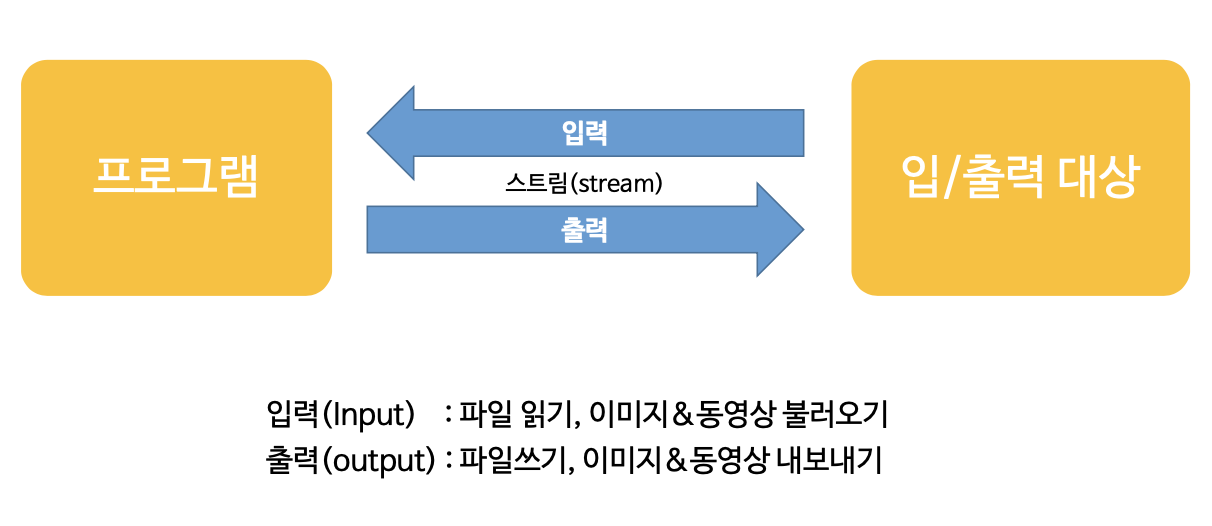 프로그램
입력
스트림(stream)
출력
입/출력 대상
입력(Input) : 파일 읽기, 이미지&동영상 불러오기
출력(output) : 파일쓰기, 이미지&동영상 내보내기